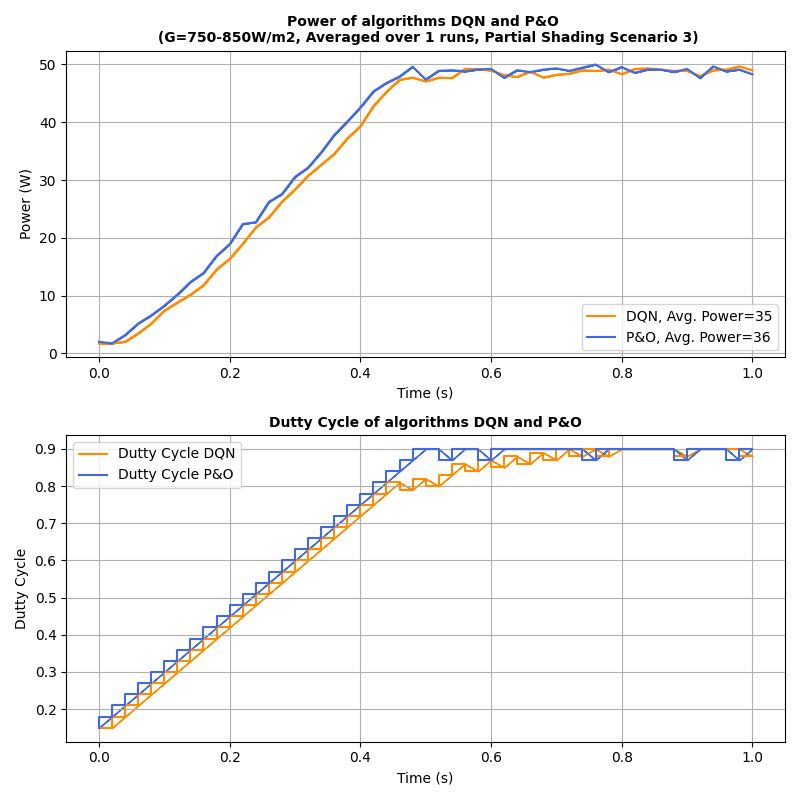 Power of algorithms DQN and P&O
(G=750-850W/m2, Averaged over 1 runs, Partial Shading Scenario 3)
Power (W)
50
40
30
20
10
0
DQN, Avg. Power=35
P&O, Avg. Power=36
0.0 0.2 0.4 0.6 0.8 1.0
Time (s)
Dutty Cycle of algorithms DQN and P&O
Dutty Cycle
0.9
0.8
0.7
0.6
0.5
0.4
0.3
0.2
Dutty Cycle DQN
Dutty Cycle P&O
0.0 0.2 0.4 0.6 0.8 1.0
Time (s)